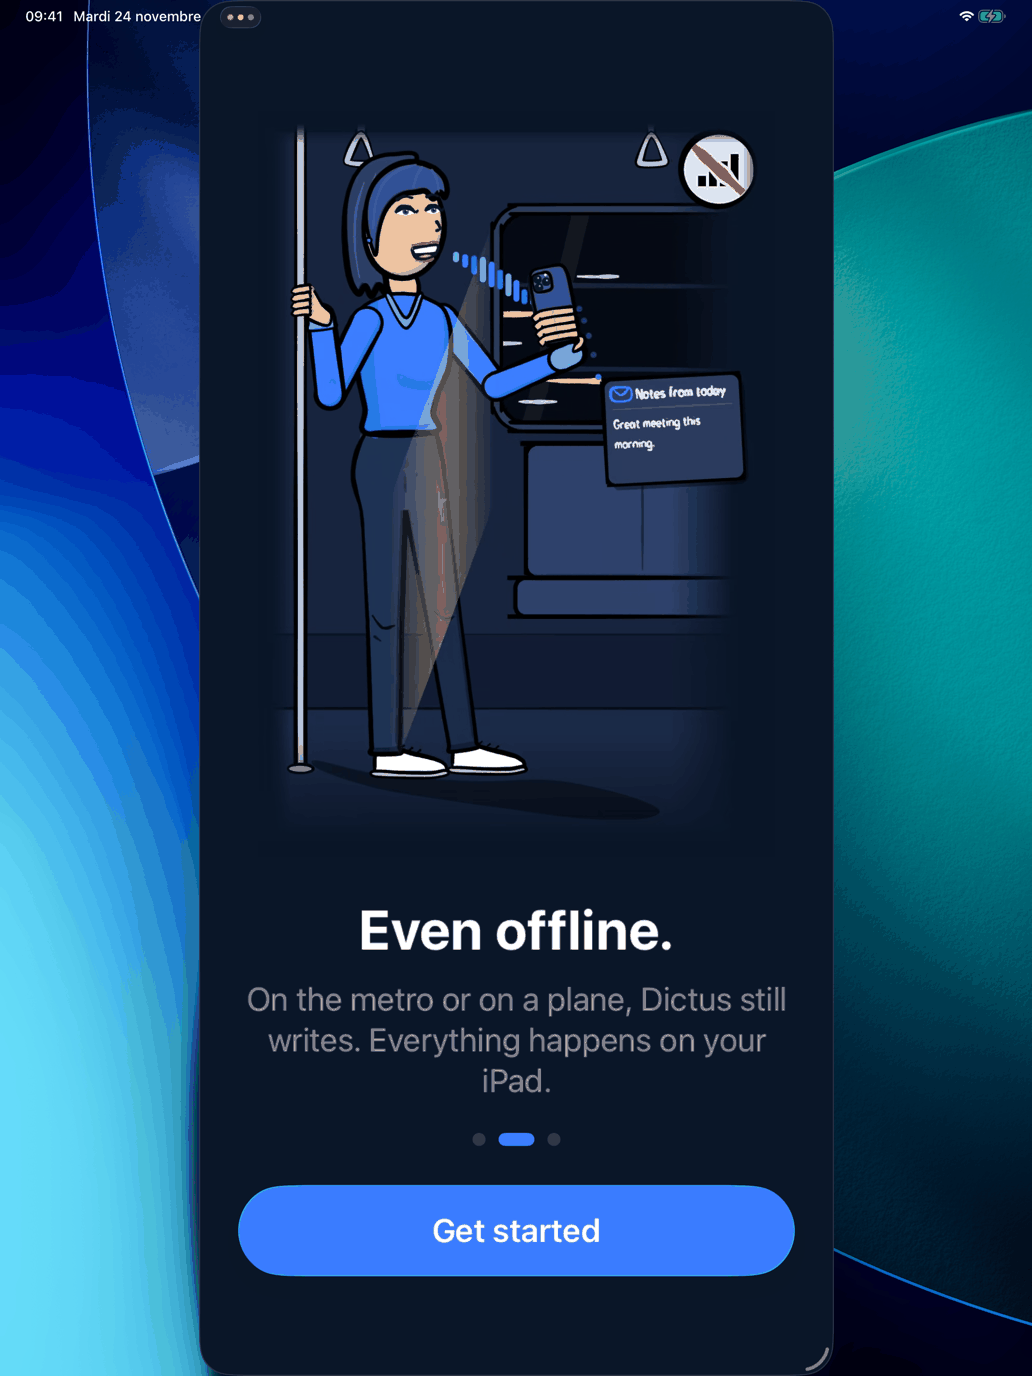 09:41 Mardi 24 novembre
Notes from today
Great meeting this
morning.
Even offline.
On the metro or on a plane, Dictus still
writes. Everything happens on your
iPad.
Get started